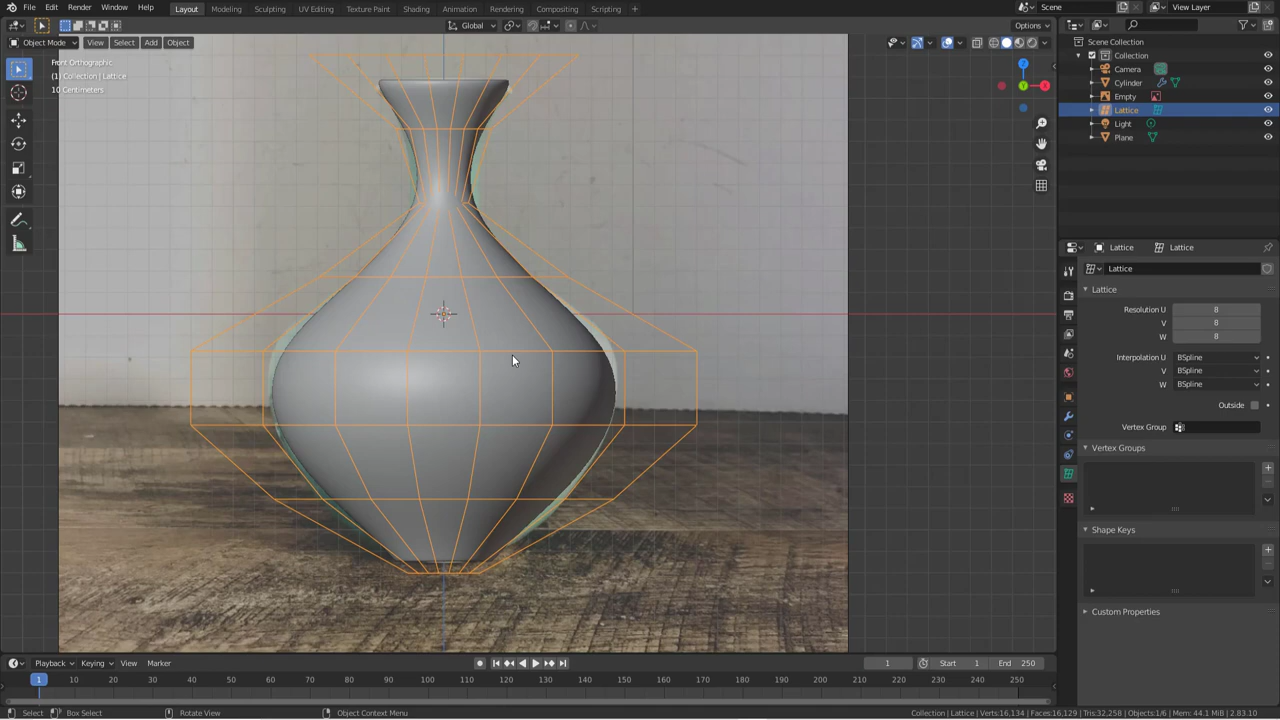 File Edit Render Window Help Layout Modeling Sculpting UV Editing Texture Paint Shading Animation Rendering Compositing Scripting + Scene View Layer
Global Options
Object Mode View Select Add Object
Front Orthographic
(1) Collection | Lattice
10 Centimeters
Z
X
Y
Scene Collection
Collection
Camera
Cylinder
Empty
Lattice
Light
Plane
Lattice Lattice
Lattice
Lattice
Resolution U 8
V 8
W 8
Interpolation U BSpline
V BSpline
W BSpline
Outside
Vertex Group
Vertex Groups
Shape Keys
Custom Properties
Playback Keying View Marker 1 Start 1 End 250
1 10 20 30 40 50 60 70 80 90 100 110 120 130 140 150 160 170 180 190 200 210 220 230 240 250
Select Box Select Rotate View Object Context Menu Collection | Lattice | Verts:16,134 | Faces:16,129 | Tris:32,258 | Objects:1/6 | Mem: 44.1 MiB | 2.83.10